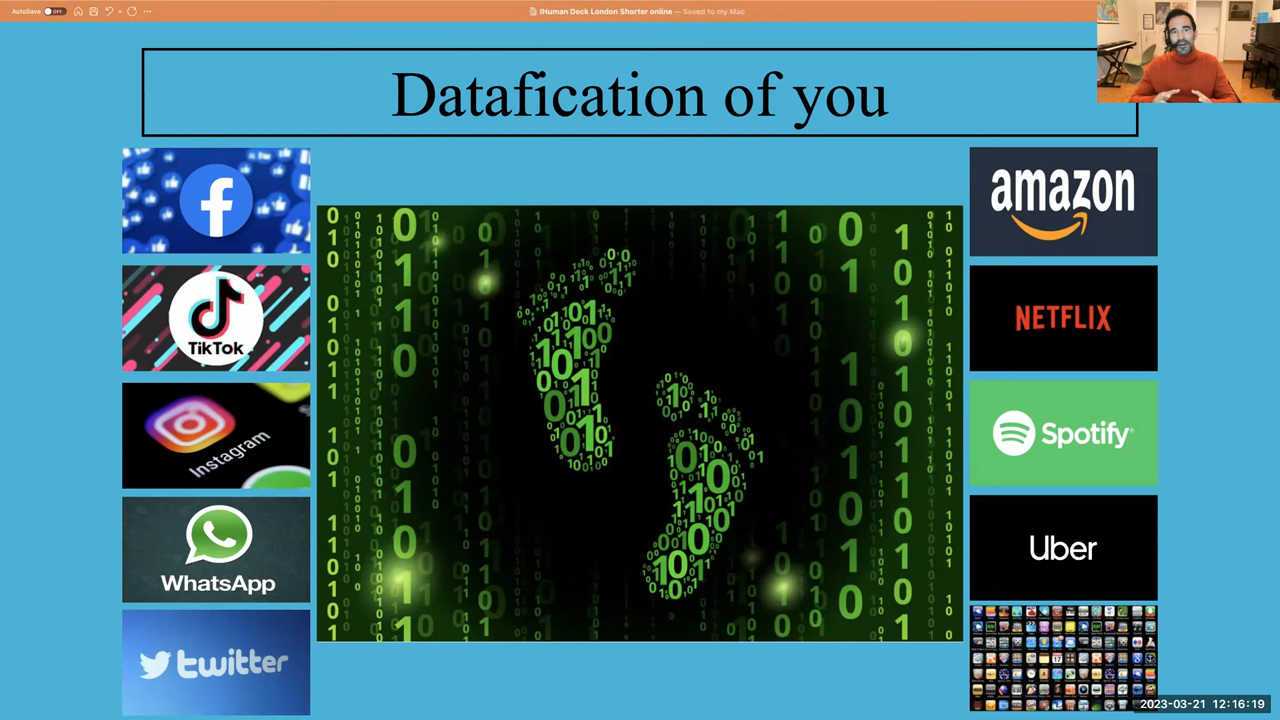 AutoSave OFF
IHuman Deck London Shorter online — Saved to my Mac
Datafication of you
TikTok
Instagram
WhatsApp
twitter
amazon
NETFLIX
Spotify
Uber
2023-03-21 12:16:19